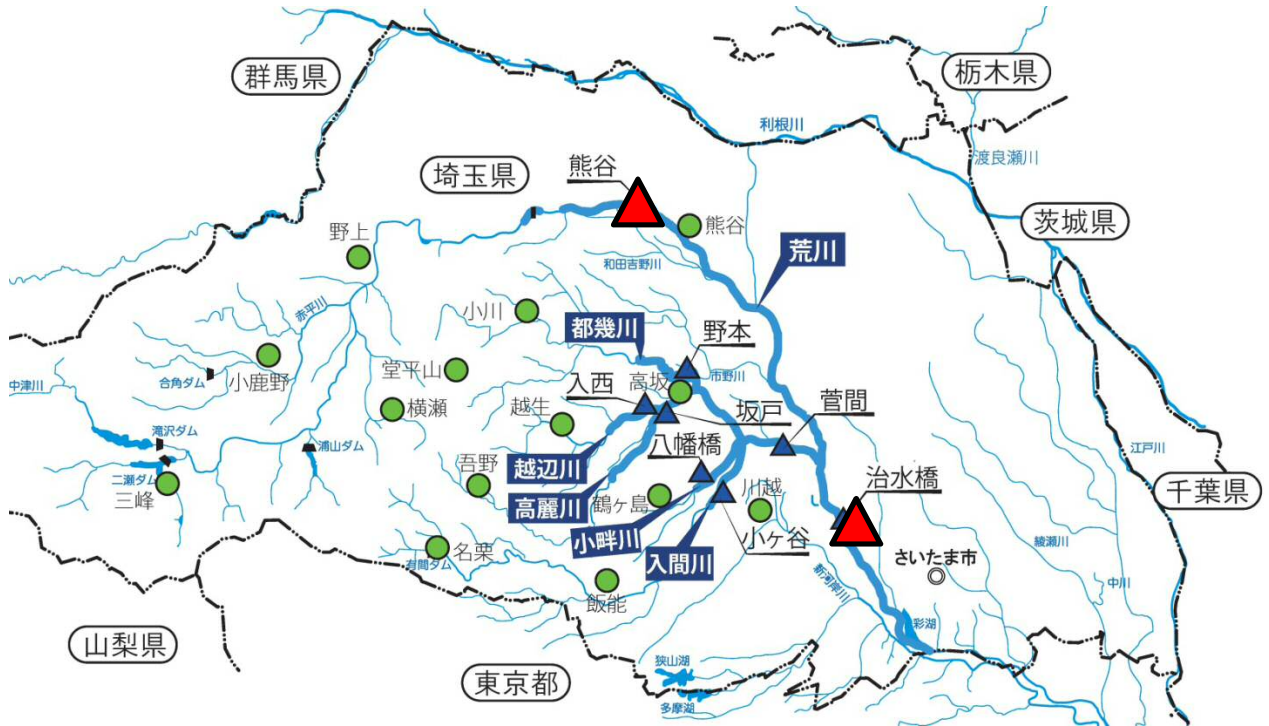 群馬県
栃木県
利根川
渡良瀬川
熊谷
埼玉県
茨城県
熊谷
野上
荒川
和田吉野川
赤平川
小川
都幾川
野本
市野川
高坂
入西
堂平山
小鹿野
合角ダム
中津川
横瀬
越生
坂戸
菅間
滝沢ダム
浦山ダム
八幡橋
江戸川
二瀬ダム
三峰
吾野
越辺川
高麗川
鶴ヶ島
川越
治水橋
千葉県
小畔川
小ヶ谷
入間川
名栗
有間ダム
さいたま市
綾瀬川
新河岸川
中川
飯能
彩湖
山梨県
東京都
狭山湖
多摩湖